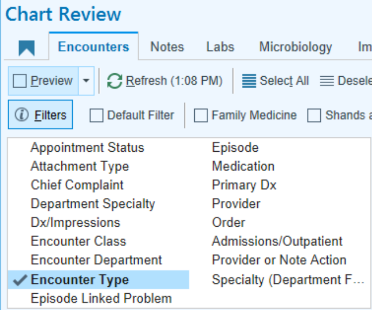 Chart Review
Encounters Notes Labs Microbiology
Preview Refresh (1:08 PM) Select All
Filters Default Filter Family Medicine Shands
Appointment Status Episode
Attachment Type Medication
Chief Complaint Primary Dx
Department Specialty Provider
Dx/Impressions Order
Encounter Class Admissions/Outpatient
Encounter Department Provider or Note Action
Encounter Type Specialty (Department F...
Episode Linked Problem